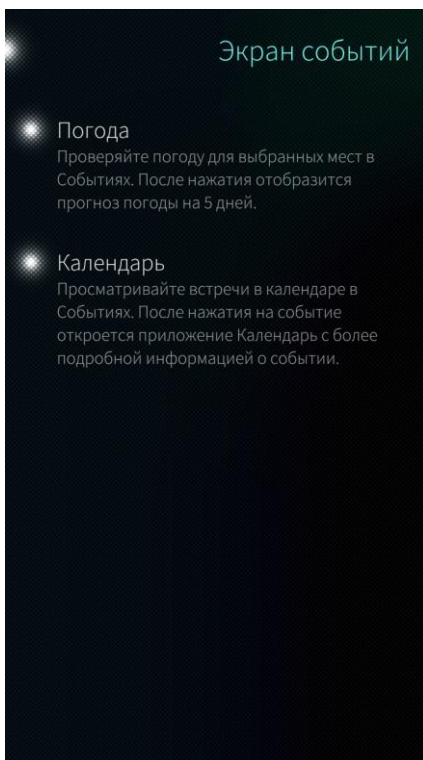 Экран событий
Погода
Проверяйте погоду для выбранных мест в
Событиях. После нажатия отобразится
прогноз погоды на 5 дней.
Календарь
Просматривайте встречи в календаре в
Событиях. После нажатия на событие
откроется приложение Календарь с более
подробной информацией о событии.